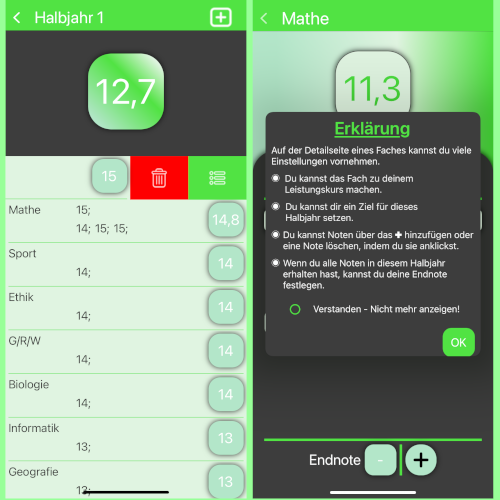 Halbjahr 1
12,7
15
Mathe 15;
14; 15; 15;
14,8
Sport
14;
14
Ethik
14;
14
G/R/W
14;
14
Biologie
14;
14
Informatik
13;
13
Geografie
13;
13
Mathe
11,3
Erklärung
Auf der Detailseite eines Faches kannst du viele
Einstellungen vornehmen.
Du kannst das Fach zu deinem
Leistungskurs machen.
Du kannst dir ein Ziel für dieses
Halbjahr setzen.
Du kannst Noten über das + hinzufügen oder
eine Note löschen, indem du sie anklickst.
Wenn du alle Noten in diesem Halbjahr
erhalten hast, kannst du deine Endnote
festlegen.
Verstanden - Nicht mehr anzeigen!
OK
Endnote - +